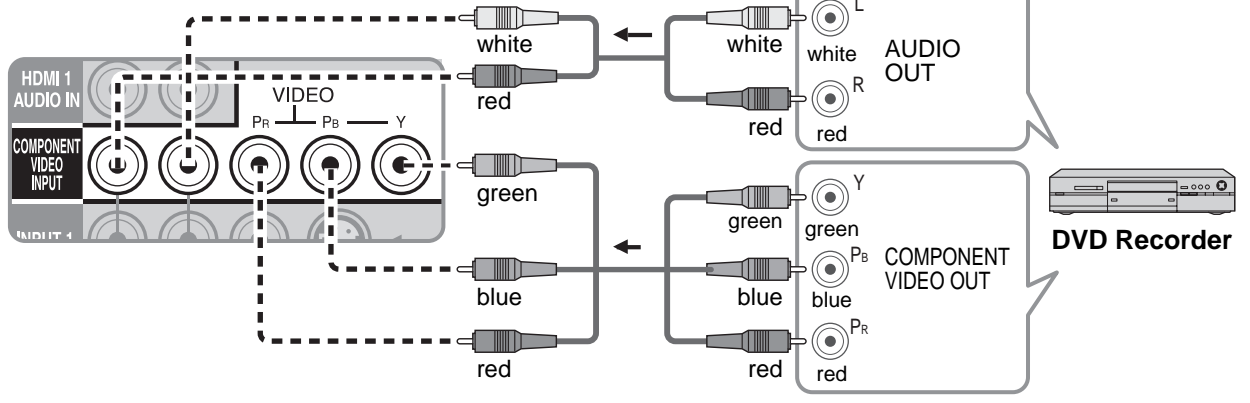 HDMI 1
AUDIO IN
VIDEO
PR PB Y
COMPONENT
VIDEO
INPUT
INPUT 1
white
red
green
blue
red
white
red
green
blue
red
L
white
AUDIO
OUT
R
red
Y
green
PB
COMPONENT
VIDEO OUT
blue
PR
red
DVD Recorder